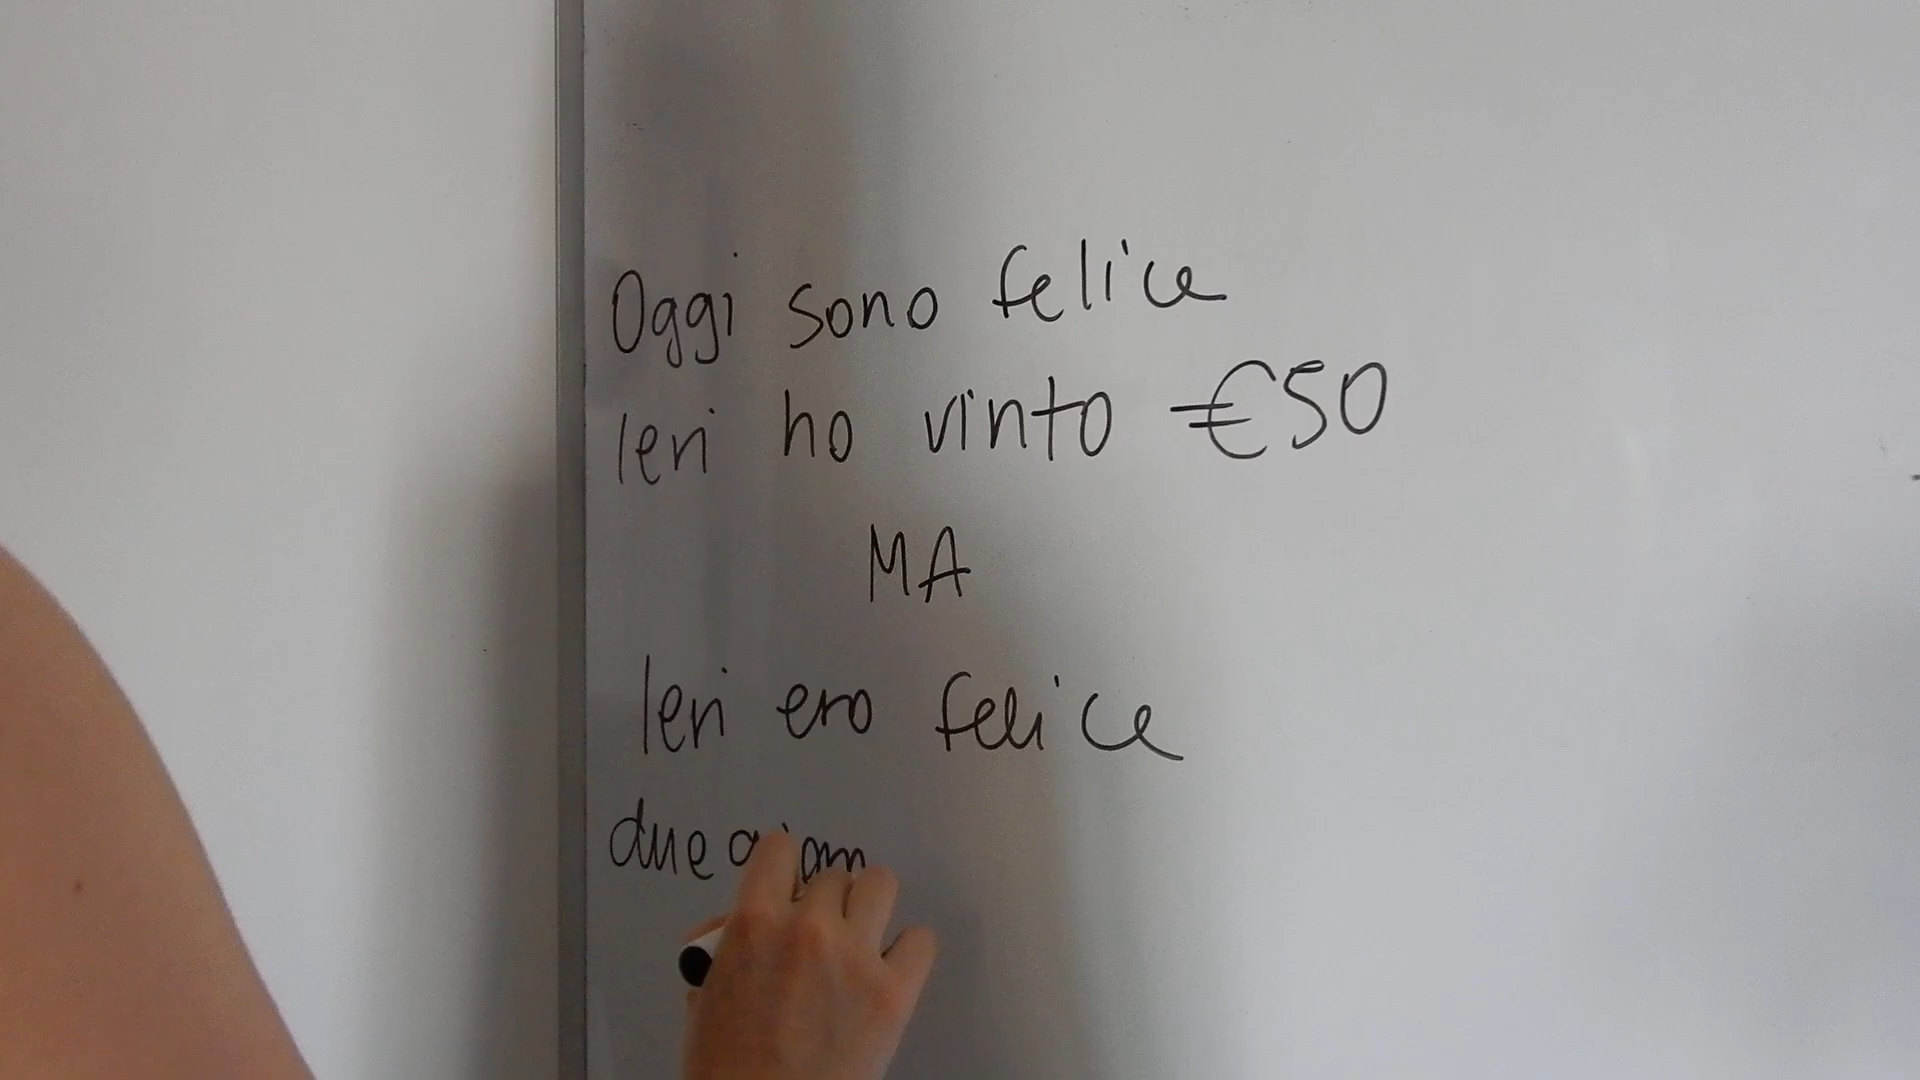 Oggi sono felice
Ieri ho vinto €50
MA
Ieri ero felice
due